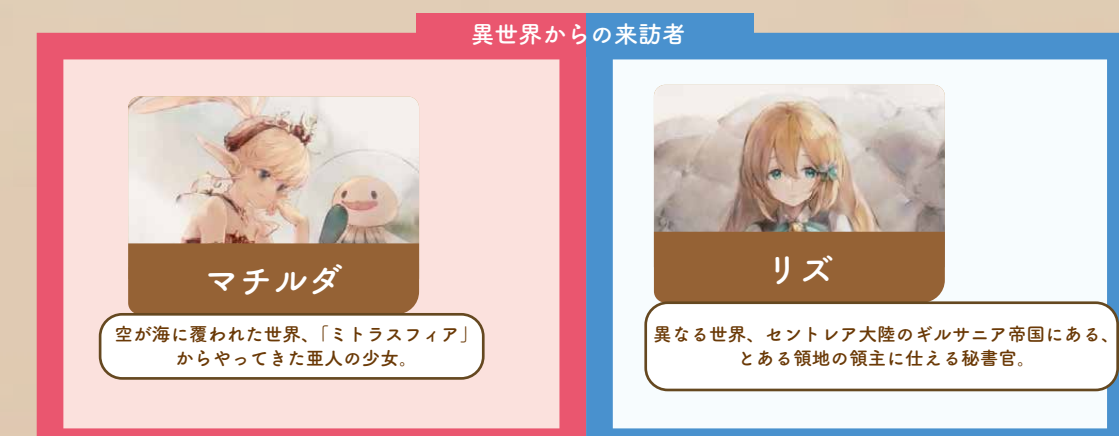 異世界からの来訪者
マチルダ
空が海に覆われた世界、「ミトラスフィア」
からやってきた亜人の少女。
リズ
異なる世界、セントレア大陸のギルサニア帝国にある、
とある領地の領主に仕える秘書官。